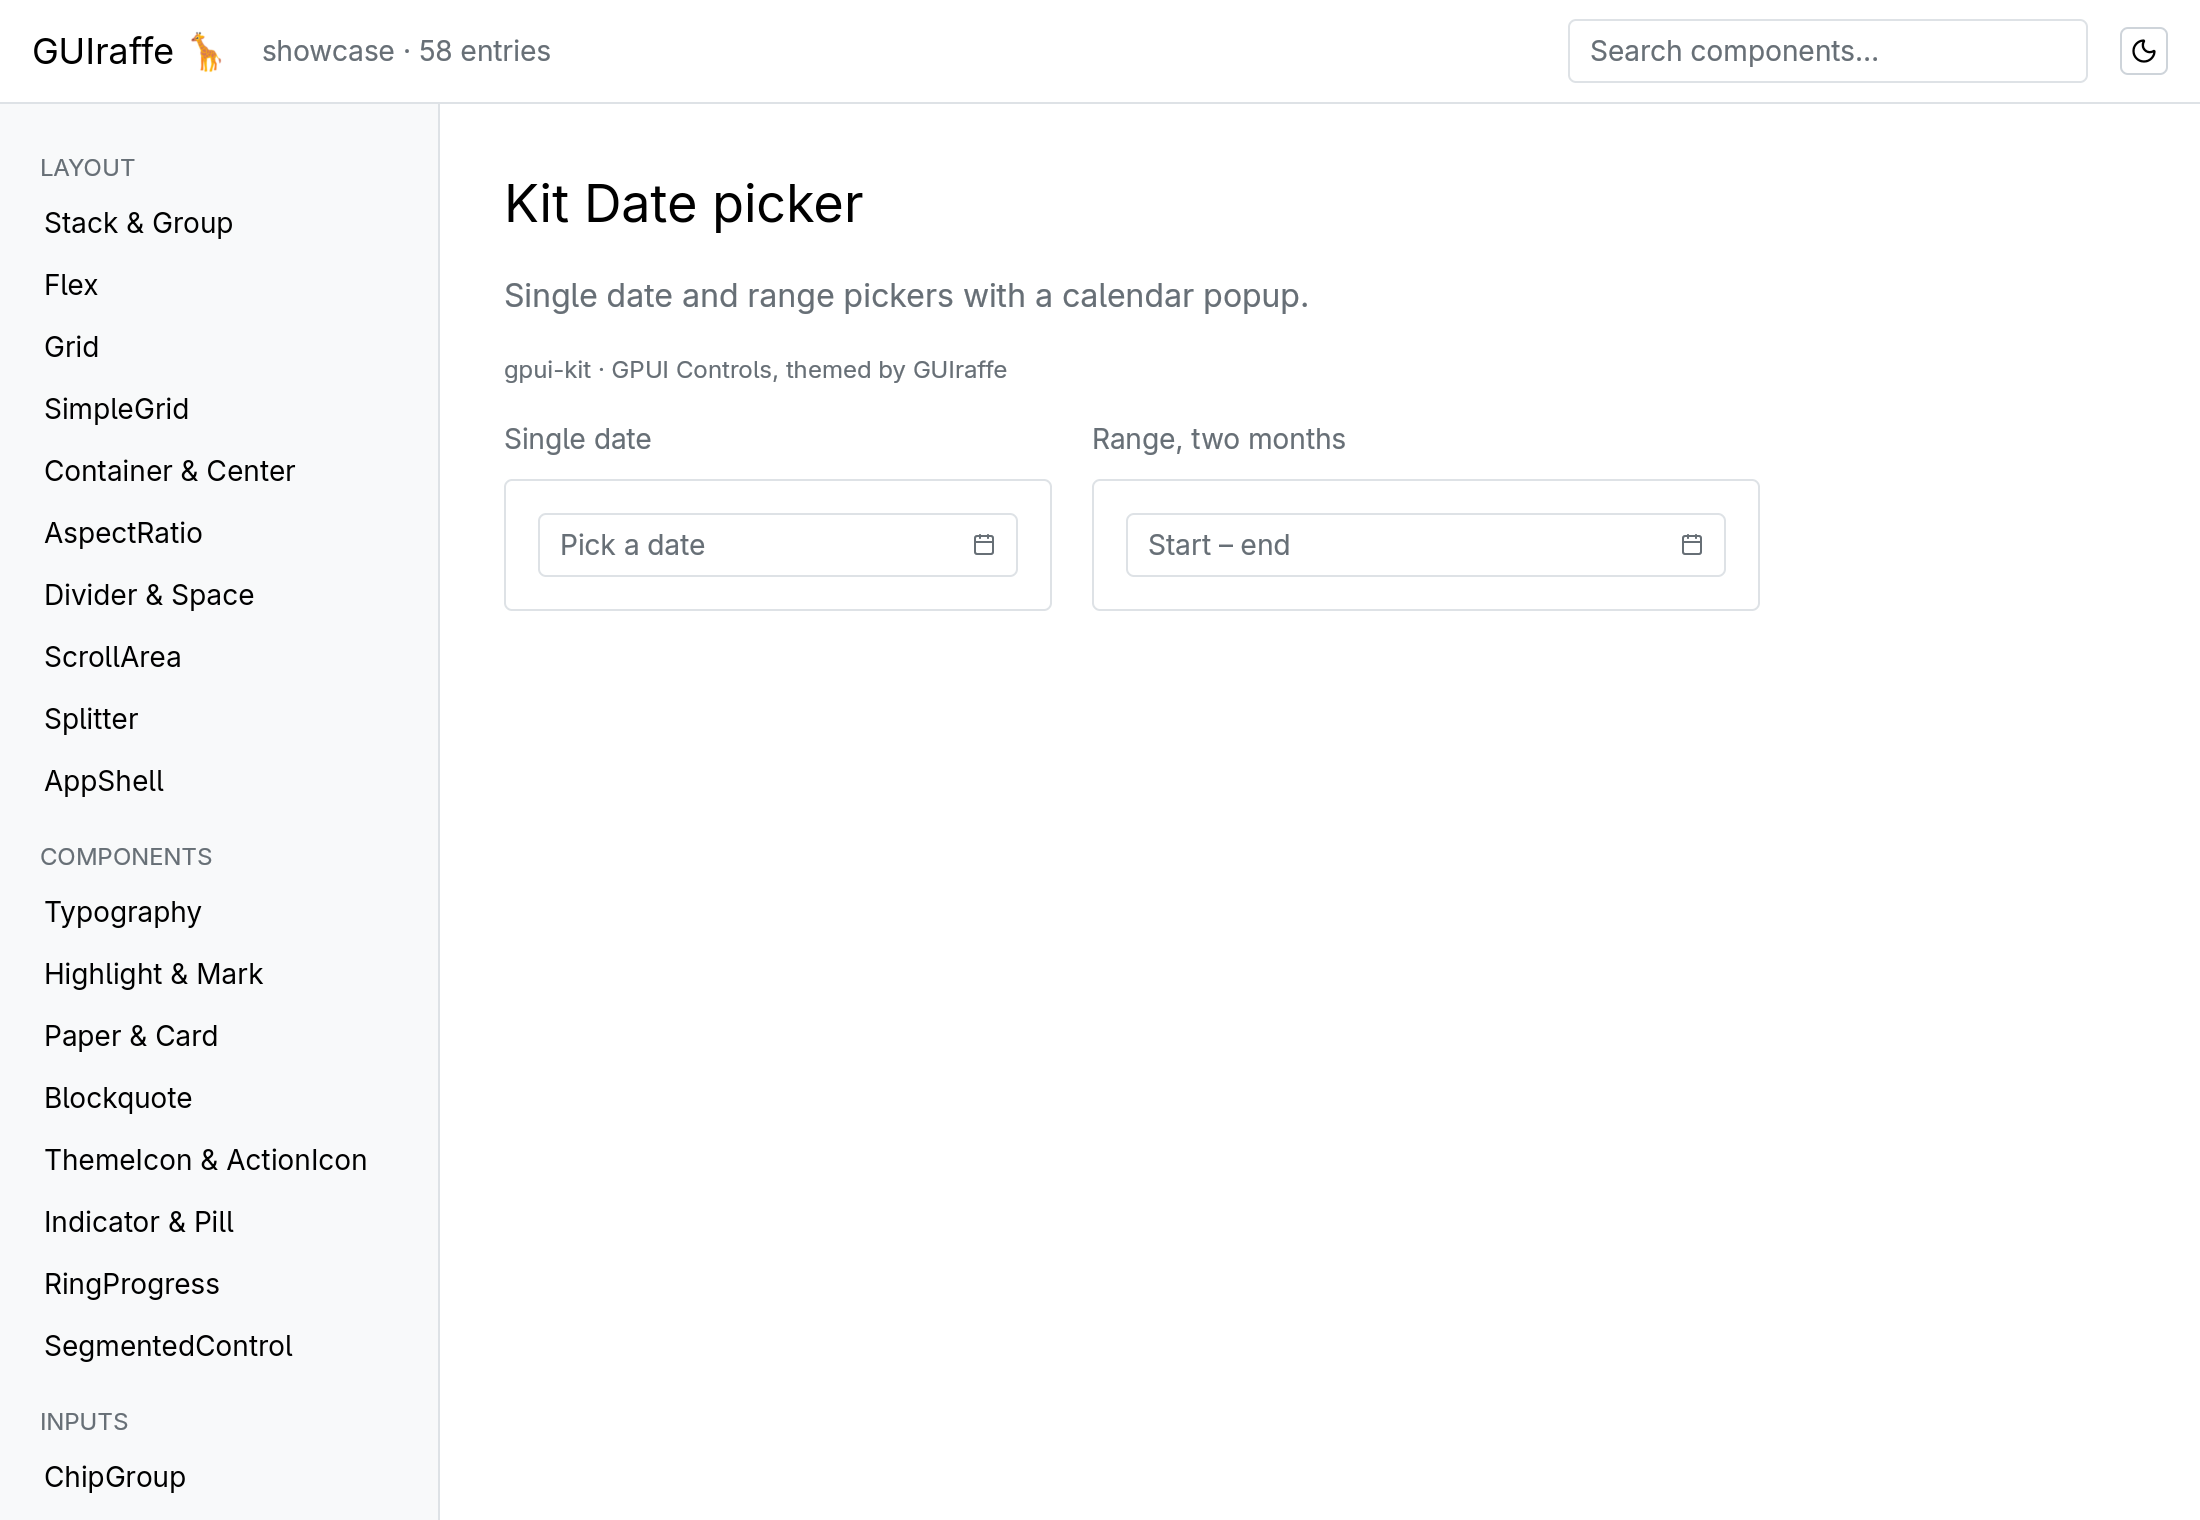 GUIraffe 🦒
showcase · 58 entries
Search components...
LAYOUT
Stack & Group
Flex
Grid
SimpleGrid
Container & Center
AspectRatio
Divider & Space
ScrollArea
Splitter
AppShell
COMPONENTS
Typography
Highlight & Mark
Paper & Card
Blockquote
ThemeIcon & ActionIcon
Indicator & Pill
RingProgress
SegmentedControl
INPUTS
ChipGroup
Kit Date picker
Single date and range pickers with a calendar popup.
gpui-kit · GPUI Controls, themed by GUIraffe
Single date
Pick a date
Range, two months
Start – end